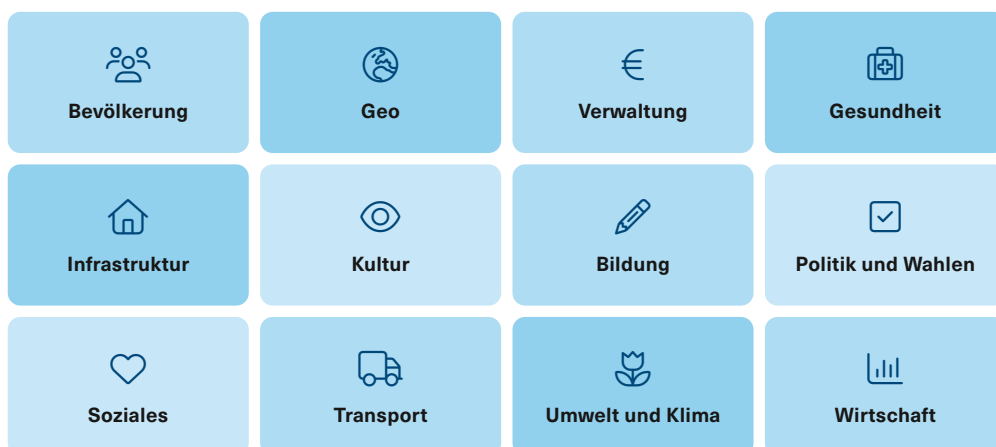 Bevölkerung
Geo
Verwaltung
Gesundheit
Infrastruktur
Kultur
Bildung
Politik und Wahlen
Soziales
Transport
Umwelt und Klima
Wirtschaft